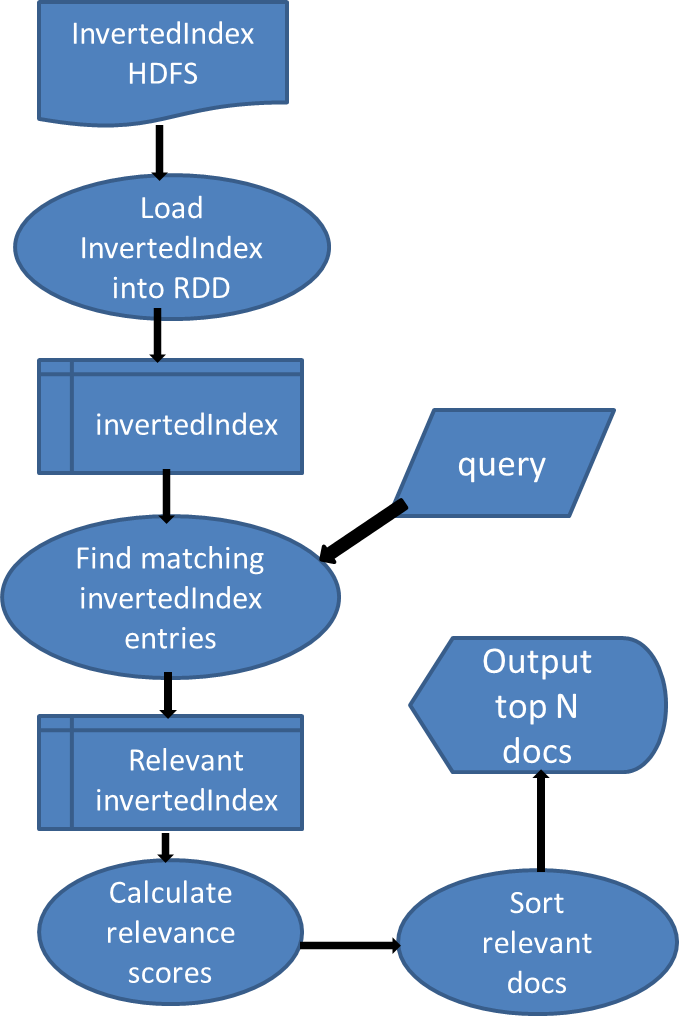 InvertedIndex
HDFS
Load
InvertedIndex
into RDD
invertedIndex
query
Find matching
invertedIndex
entries
Relevant
invertedIndex
Calculate
relevance
scores
Sort
relevant
docs
Output
top N
docs